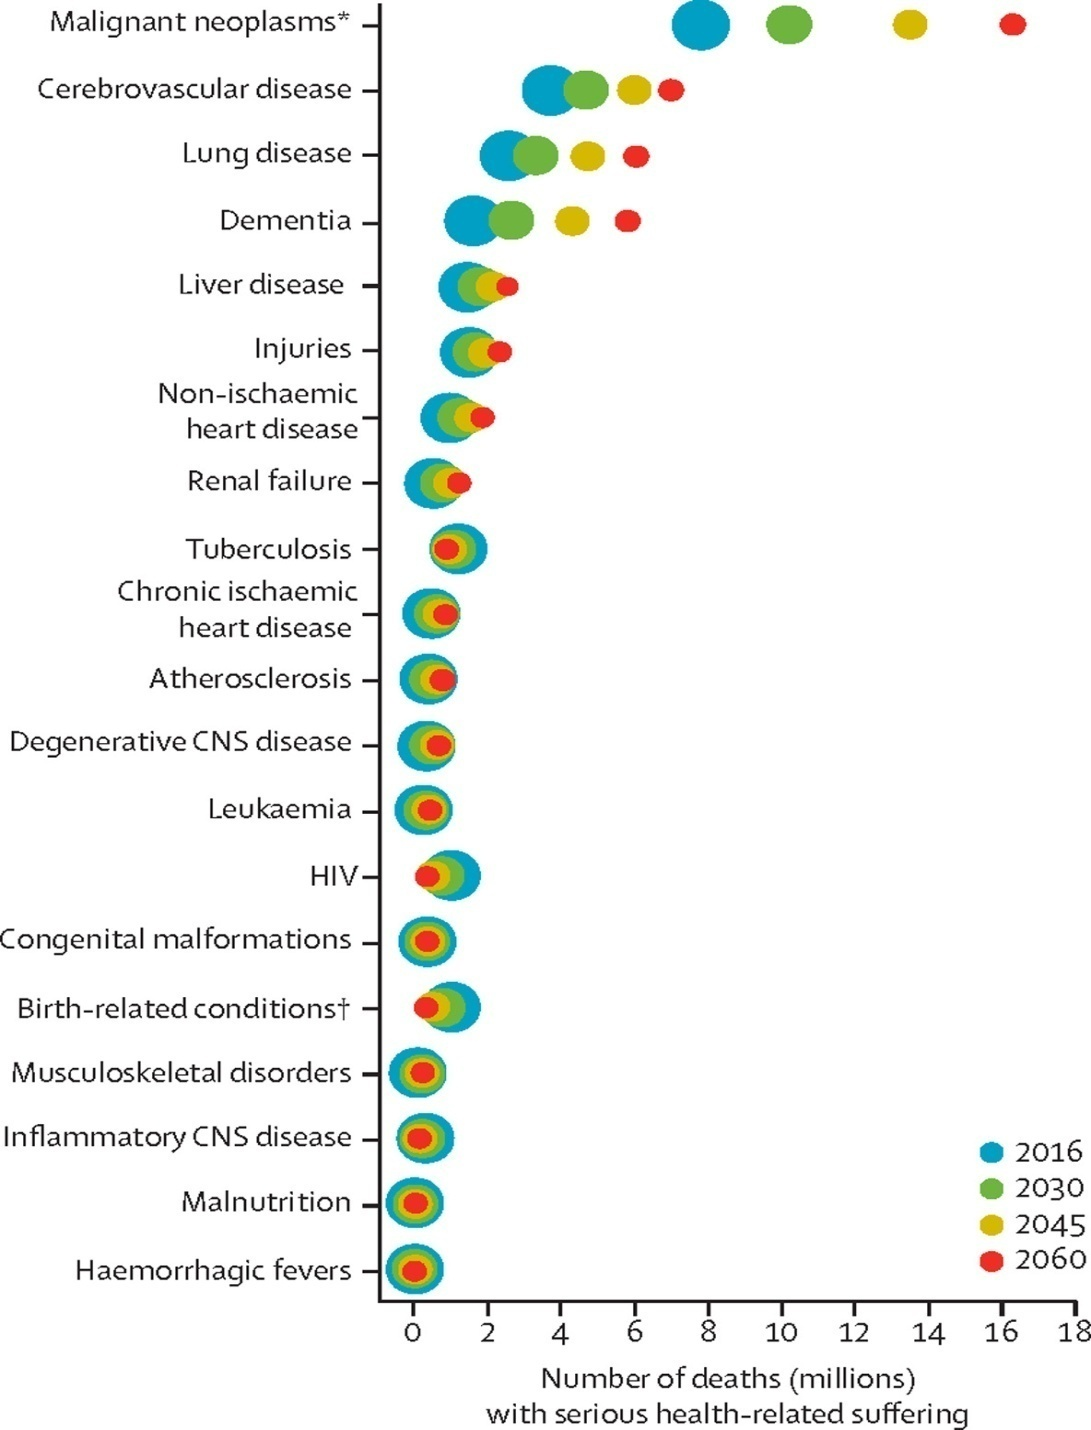 Malignant neoplasms*
Cerebrovascular disease
Lung disease
Dementia
Liver disease
Injuries
Non-ischaemic
heart disease
Renal failure
Tuberculosis
Chronic ischaemic
heart disease
Atherosclerosis
Degenerative CNS disease
Leukaemia
HIV
Congenital malformations
Birth-related conditions†
Musculoskeletal disorders
Inflammatory CNS disease
Malnutrition
Haemorrhagic fevers
2016
2030
2045
2060
0 2 4 6 8 10 12 14 16 18
Number of deaths (millions)
with serious health-related suffering